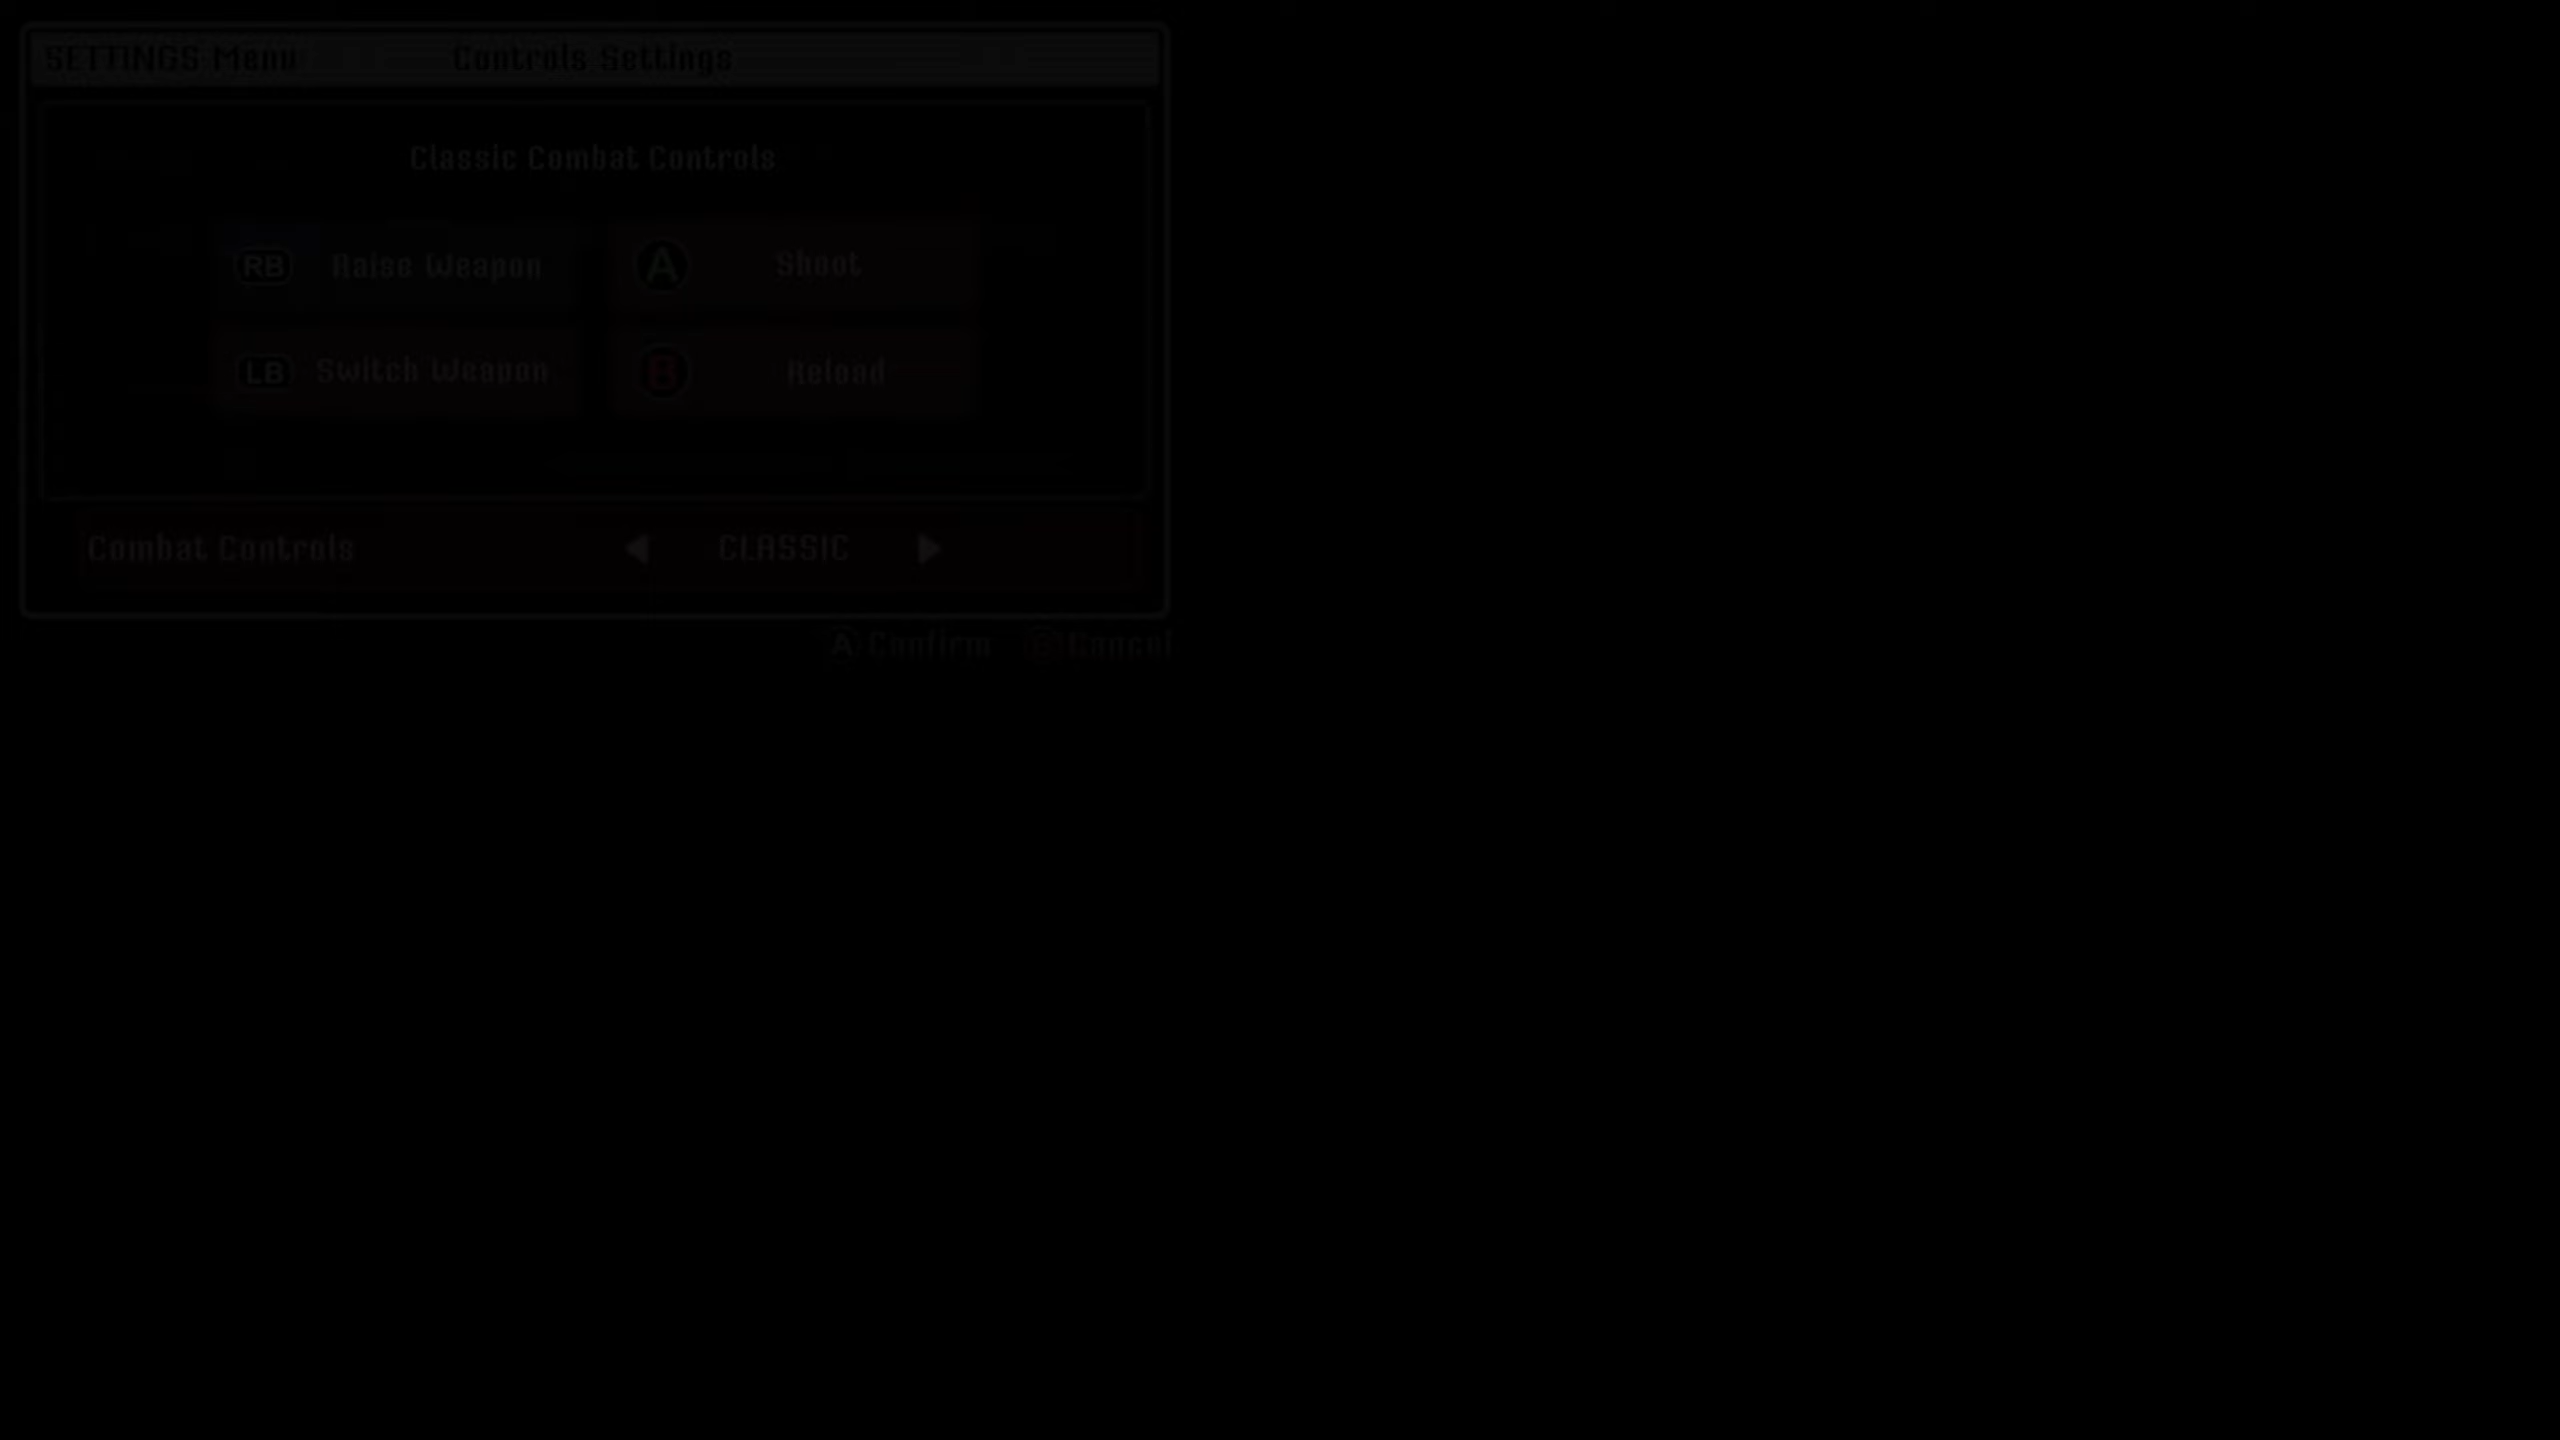 SETTINGS Menu Controls Settings
Classic Combat Controls
RB Raise Weapon A Shoot
LB Switch Weapon B Reload
Combat Controls ◀ CLASSIC ▶
A Confirm B Cancel